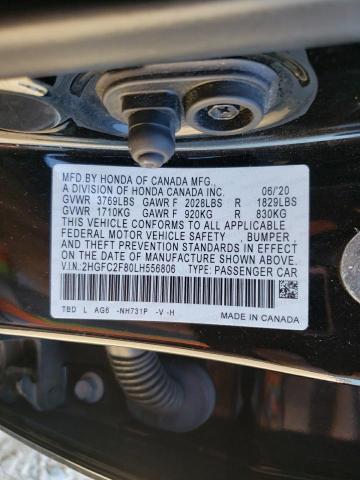 MFD BY HONDA OF CANADA MFG.,
A DIVISION OF HONDA CANADA INC. 06/'20
GVWR 3769LBS GAWR F 2028LBS R 1829LBS
GVWR 1710KG GAWR F 920KG R 830KG
THIS VEHICLE CONFORMS TO ALL APPLICABLE
FEDERAL MOTOR VEHICLE SAFETY , BUMPER ,
AND THEFT PREVENTION STANDARDS IN EFFECT
ON THE DATE OF MANUFACTURE SHOWN ABOVE.
V.I.N.:2HGFC2F80LH556806 TYPE: PASSENGER CAR
TBD L AG6 -NH731P -V -H
MADE IN CANADA